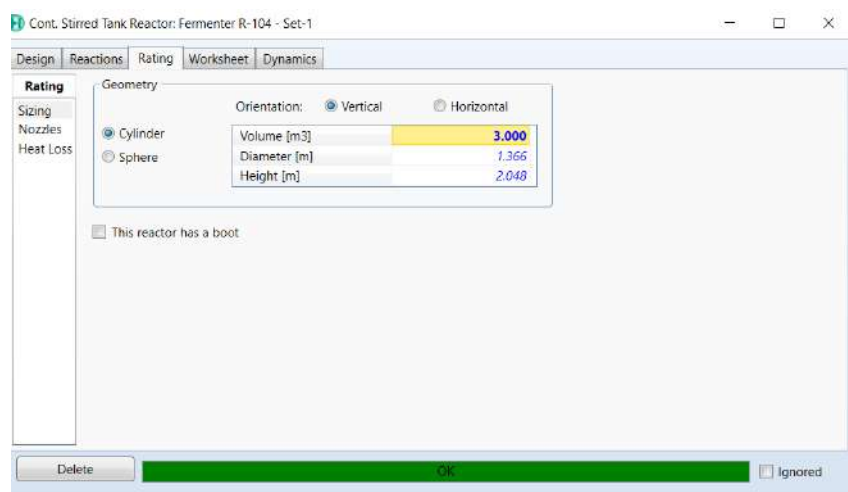 Cont. Stirred Tank Reactor: Fermenter R-104 - Set-1
Design Reactions Rating Worksheet Dynamics
Rating
Sizing
Nozzles
Heat Loss
Geometry
Orientation: Vertical Horizontal
Cylinder
Sphere
Volume [m3] 3.000
Diameter [m] 1.366
Height [m] 2.048
This reactor has a boot
Delete OK Ignored